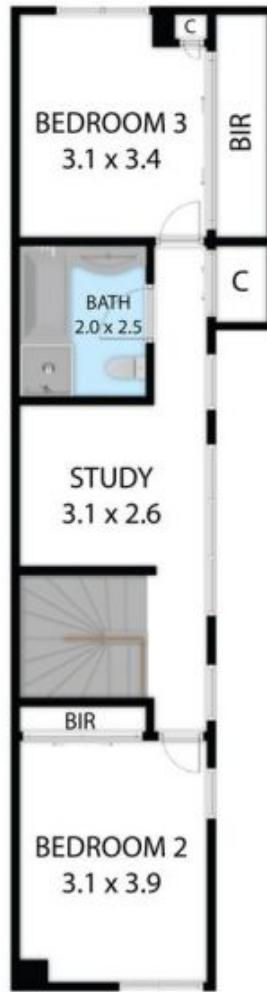 C
BEDROOM 3
3.1 x 3.4
BIR
BATH
2.0 x 2.5
C
STUDY
3.1 x 2.6
BIR
BEDROOM 2
3.1 x 3.9